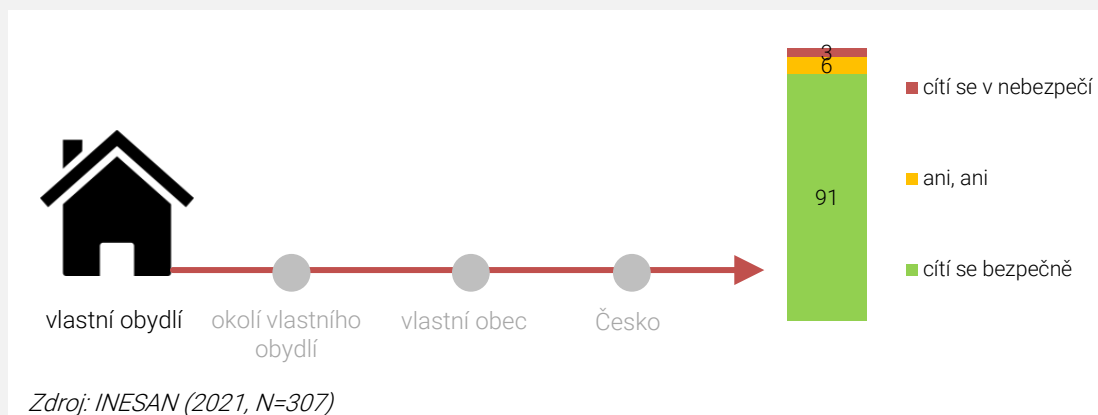 3
6
91
cítí se v nebezpečí
ani, ani
cítí se bezpečně
vlastní obydlí
okolí vlastního
obydlí
vlastní obec
Česko
Zdroj: INESAN (2021, N=307)